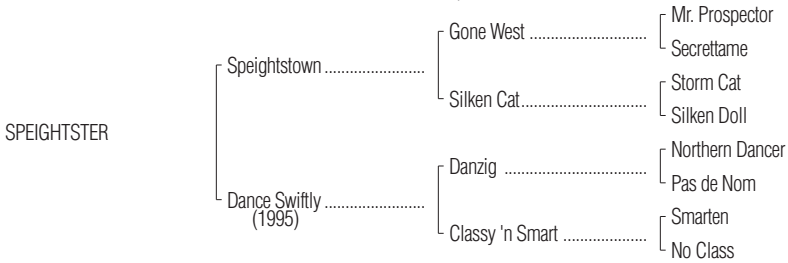 Mr. Prospector
Gone West ..........................
Secrettame
Speightstown ......................
Storm Cat
Silken Cat............................
Silken Doll
SPEIGHTSTER
Northern Dancer
Danzig ................................
Pas de Nom
Dance Swiftly ......................
(1995)
Smarten
Classy 'n Smart ..................
No Class